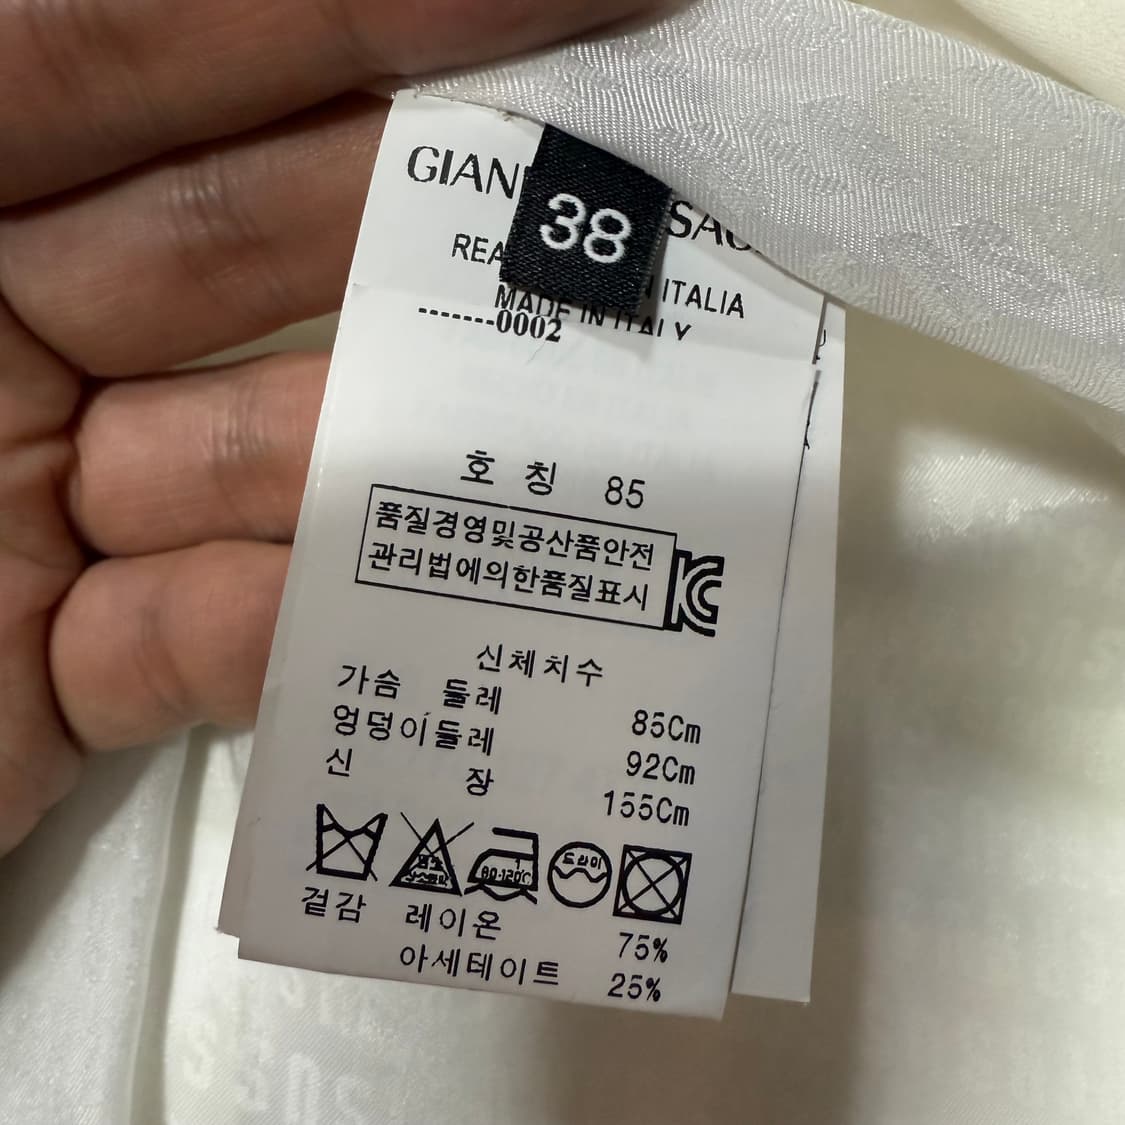 GIAN
38
SAC
REA
ITALIA
MADE IN ITALY
-------0002
호 칭 85
품질경영및공산품안전
관리법에의한품질표시
신체치수
가슴 둘레 85Cm
엉덩이둘레 92Cm
신 장 155Cm
1
80-120℃
드라이
겉감 레이온 75%
아세테이트 25%